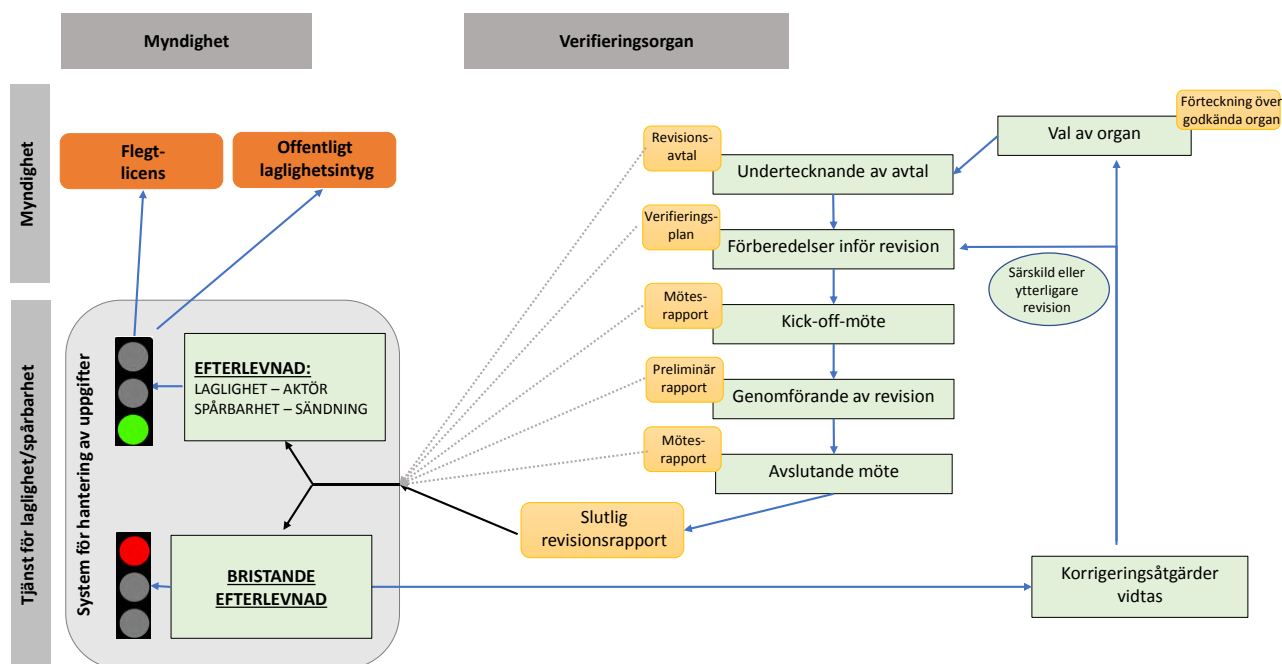 Myndighet
Verifieringsorgan
Myndighet
Tjänst för laglighet/spårbarhet
Flegt-
licens
Offentligt
laglighetsintyg
System för hantering av uppgifter
EFTERLEVNAD:
LAGLIGHET – AKTÖR
SPÅRBARHET – SÄNDNING
BRISTANDE
EFTERLEVNAD
Förteckning över
godkända organ
Val av organ
Revisions-
avtal
Undertecknande av avtal
Verifierings-
plan
Förberedelser inför revision
Särskild eller
ytterligare
revision
Mötes-
rapport
Kick-off-möte
Preliminär
rapport
Genomförande av revision
Mötes-
rapport
Avslutande möte
Slutlig
revisionsrapport
Korrigeringsåtgärder
vidtas